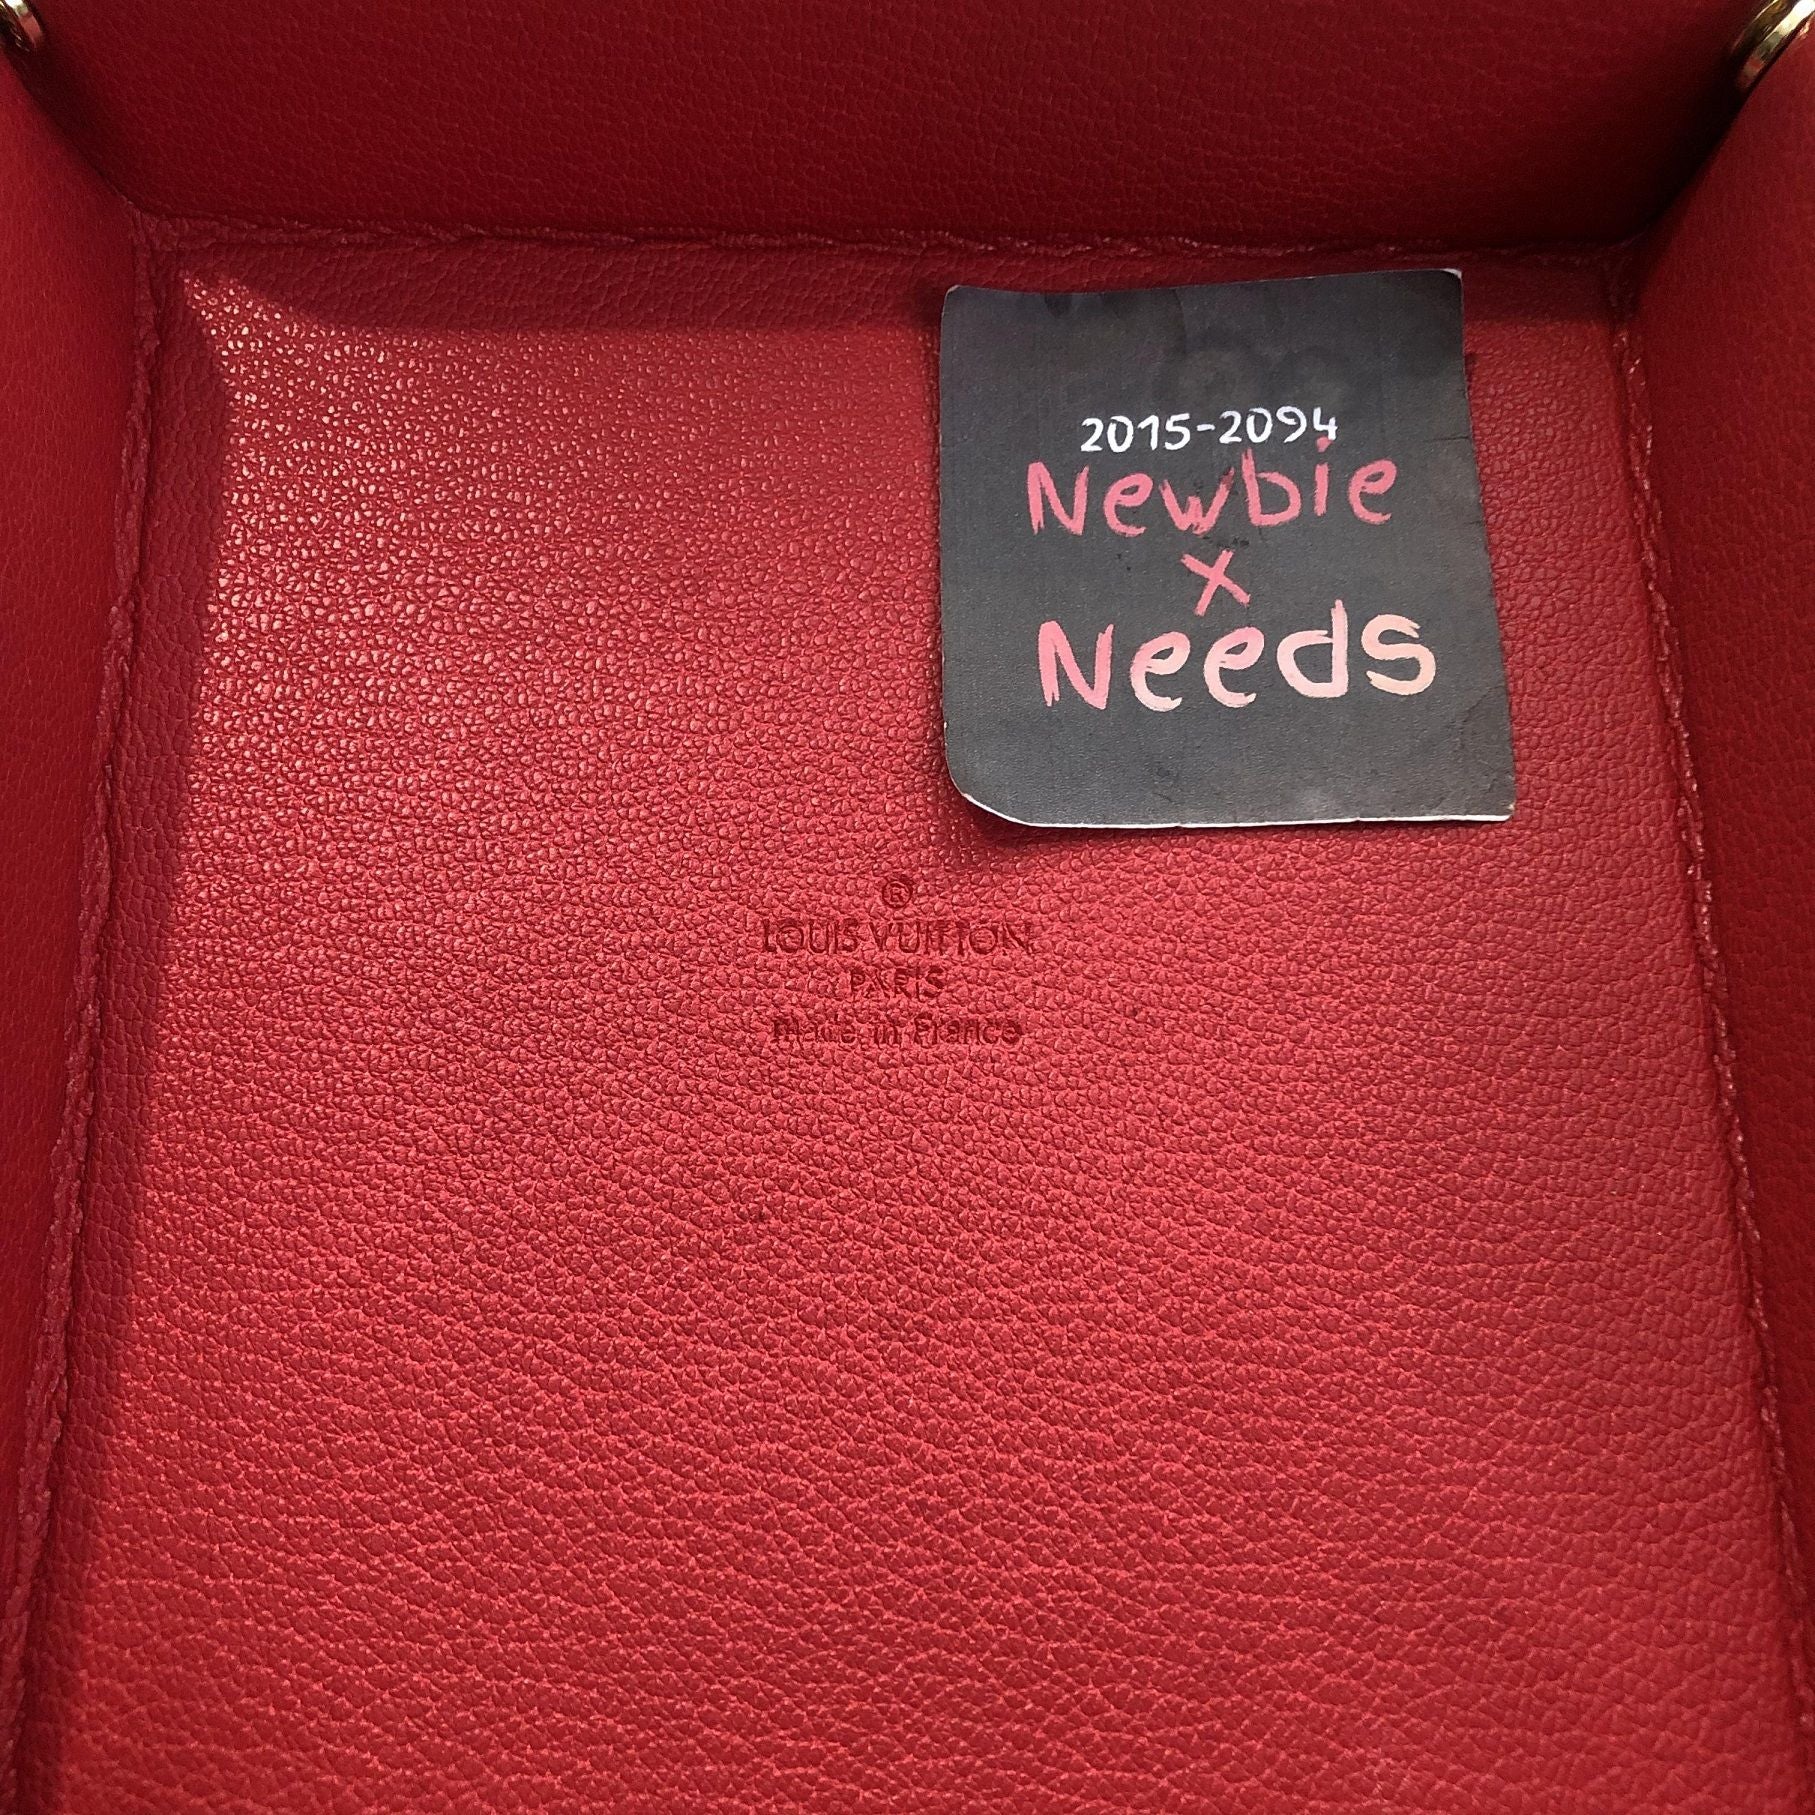 2015-2094
Newbie
x
Needs
®
LOUIS VUITTON
PARIS
made in France